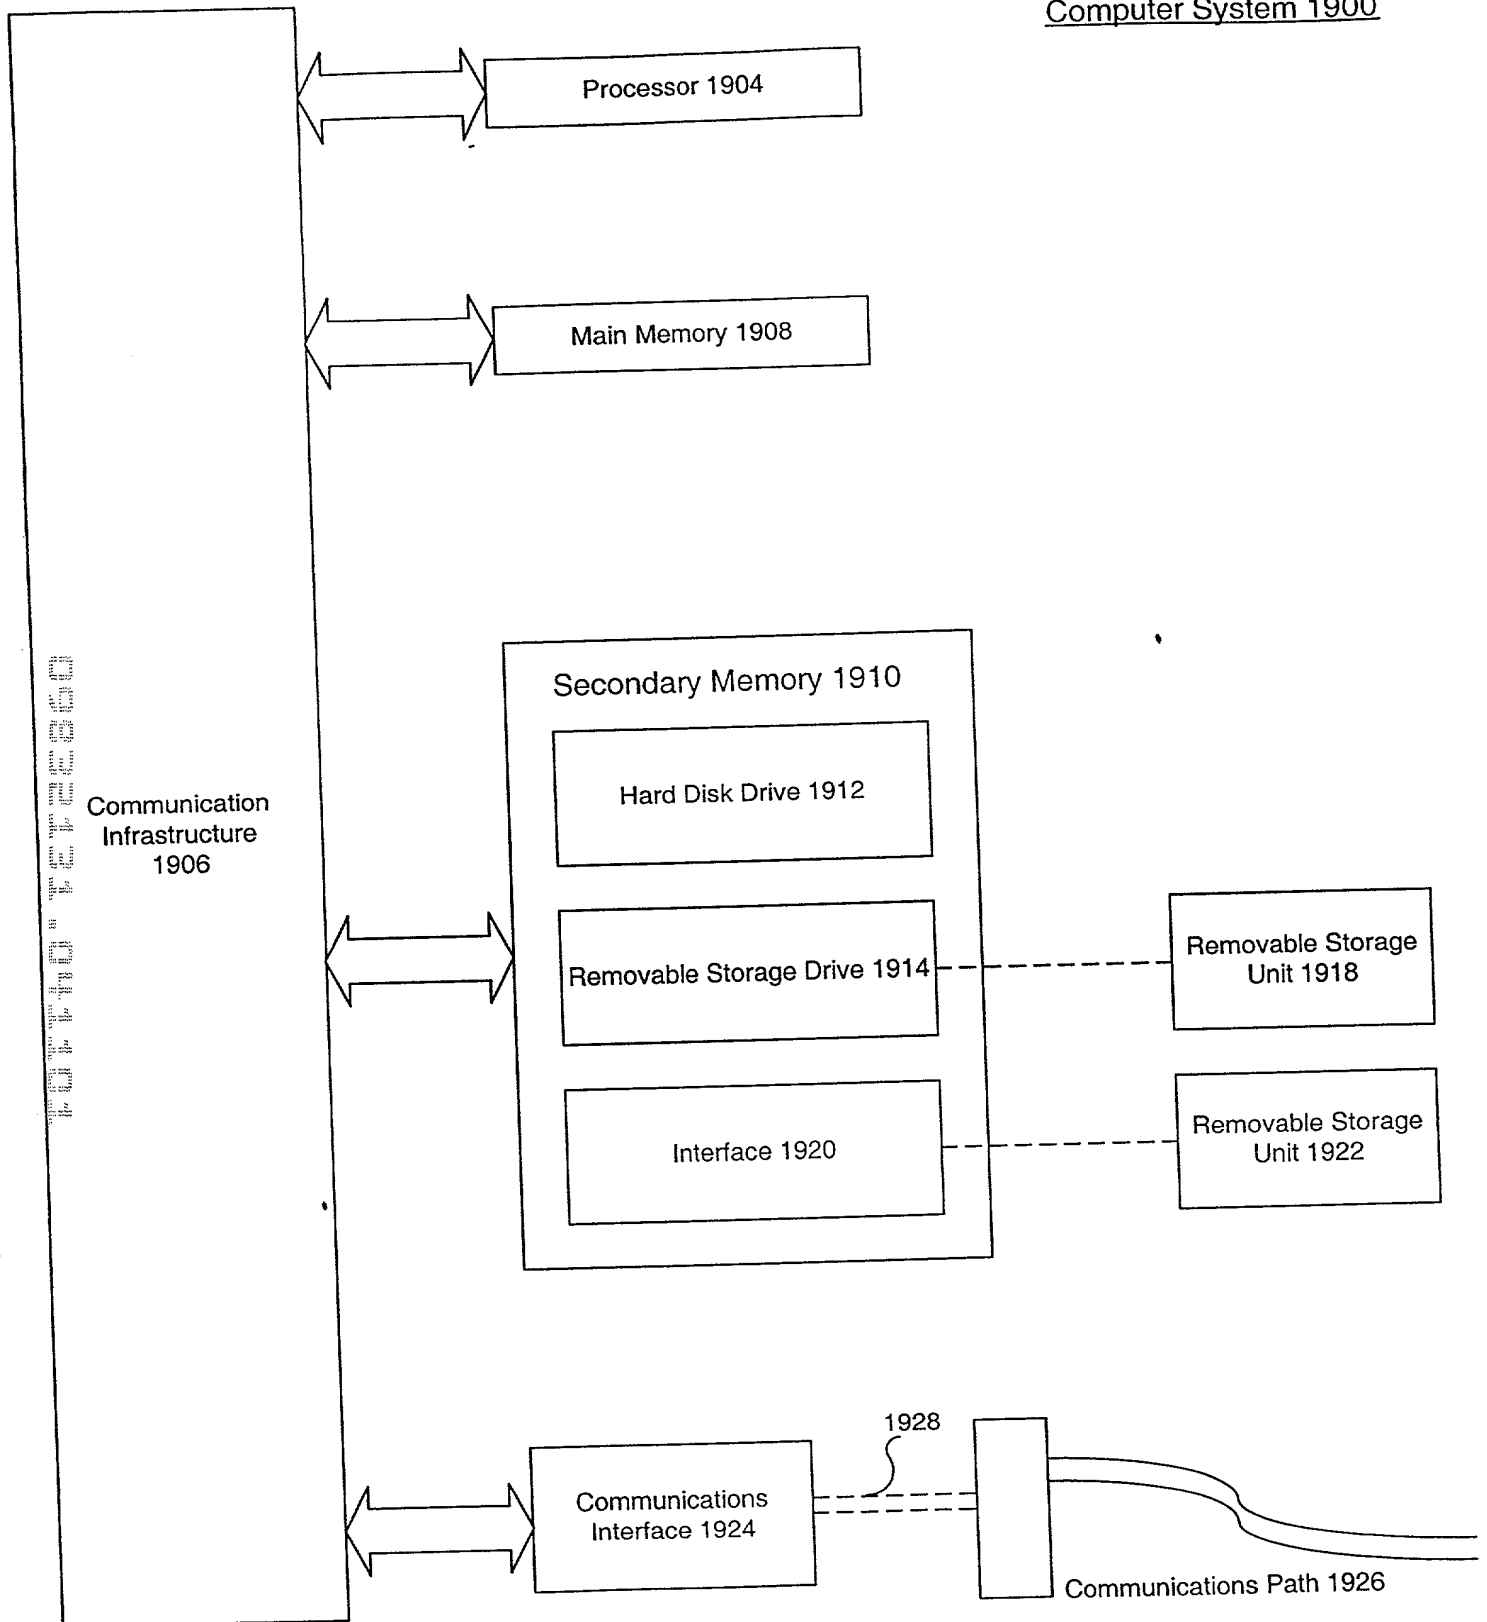 Computer System 1900
Processor 1904
Main Memory 1908
Secondary Memory 1910
Hard Disk Drive 1912
Communication
Infrastructure
1906
Removable Storage Drive 1914
Removable Storage
Unit 1918
Interface 1920
Removable Storage
Unit 1922
1928
Communications
Interface 1924
Communications Path 1926